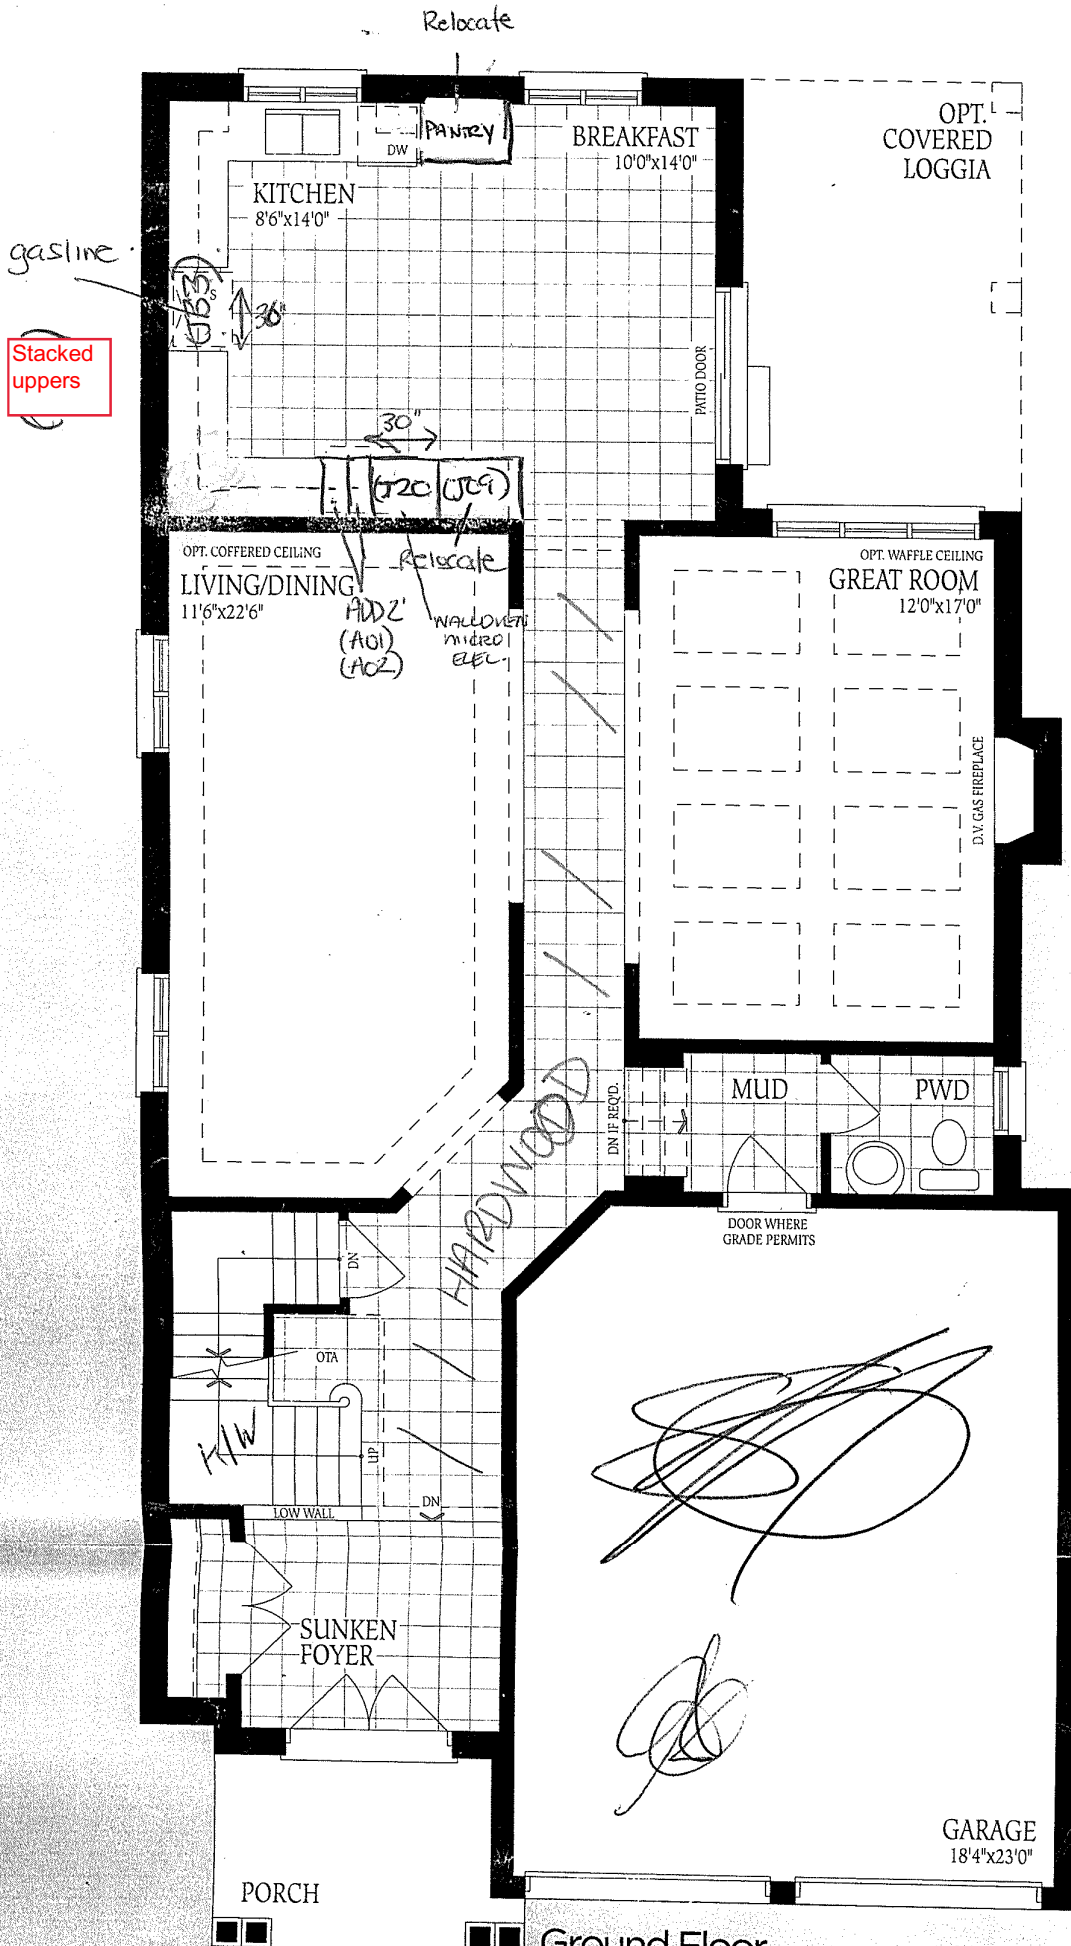 Relocate
OPT.
COVERED
LOGGIA
PANTRY
DW
BREAKFAST
10'0"x14'0"
KITCHEN
8'6"x14'0"
gasline
(JB3)
S
36"
Stacked
uppers
PATIO DOOR
30"
(J20)
(J09)
OPT. COFFERED CEILING
LIVING/DINING
11'6"x22'6"
Relocate
ADD 2'
(A01)
(A02)
WALLOVEN
MICRO
ELEC.
OPT. WAFFLE CEILING
GREAT ROOM
12'0"x17'0"
D.V. GAS FIREPLACE
HARDWOOD
DN IF REQ'D.
MUD
PWD
DOOR WHERE
GRADE PERMITS
DN
OTA
H/W
UP
DN
LOW WALL
SUNKEN
FOYER
GARAGE
18'4"x23'0"
PORCH
Ground Floor